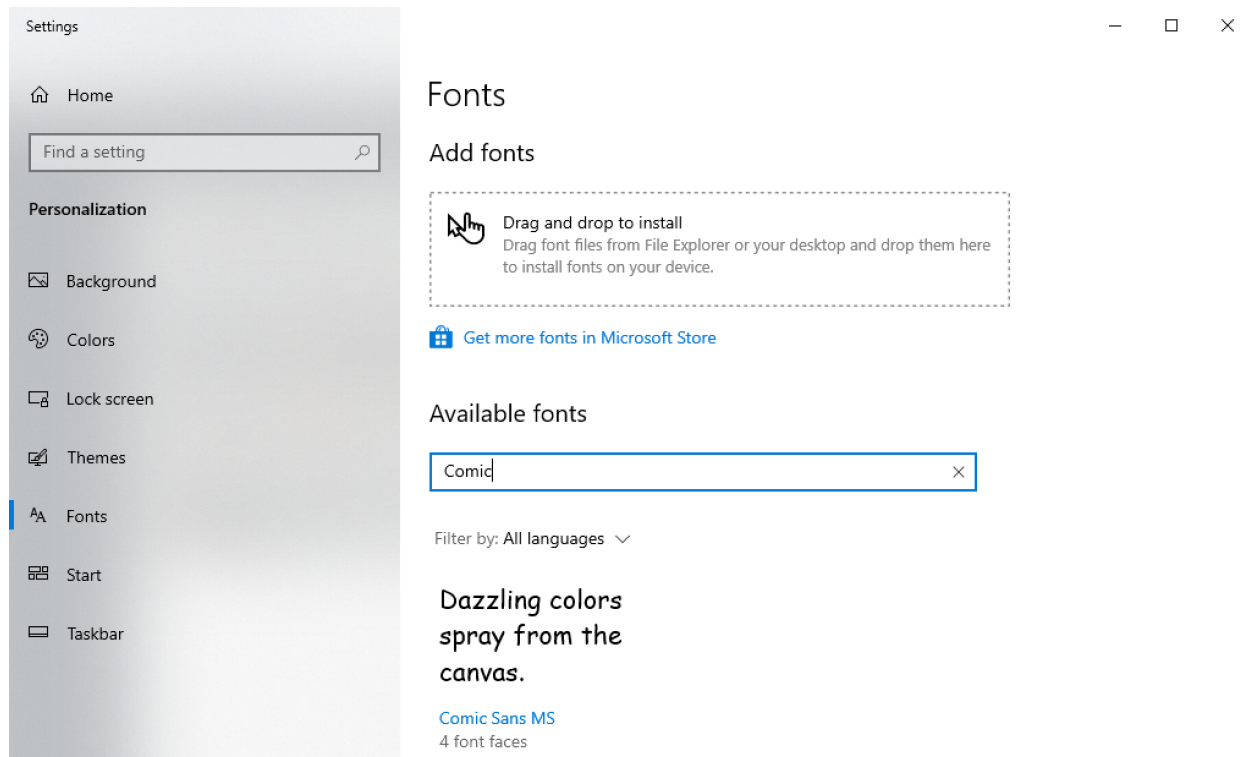 Settings
Home
Find a setting
Personalization
Background
Colors
Lock screen
Themes
Fonts
Start
Taskbar
Fonts
Add fonts
Drag and drop to install
Drag font files from File Explorer or your desktop and drop them here
to install fonts on your device.
Get more fonts in Microsoft Store
Available fonts
Comic
Filter by: All languages
Dazzling colors
spray from the
canvas.
Comic Sans MS
4 font faces